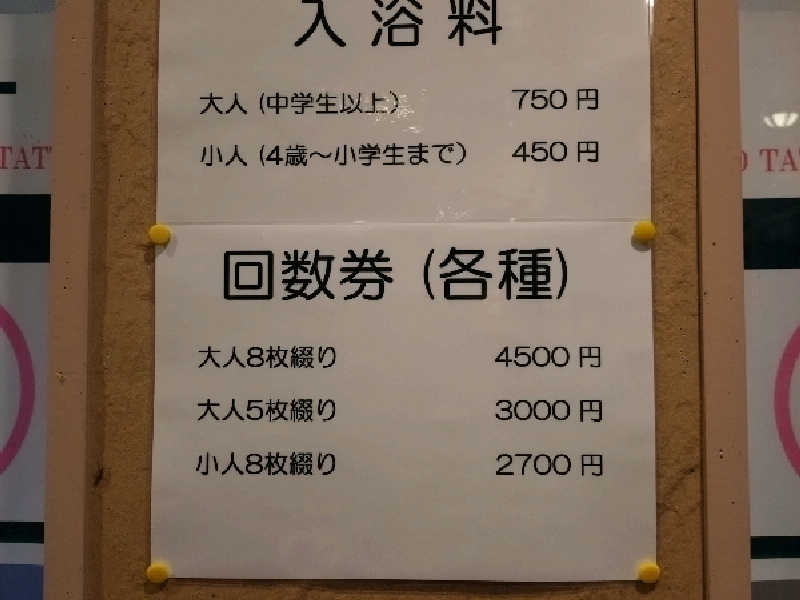 入浴料
大人 (中学生以上) 750 円
小人 (4歳～小学生まで) 450 円
回数券 (各種)
大人8枚綴り 4500 円
大人5枚綴り 3000 円
小人8枚綴り 2700 円
TAT
TA